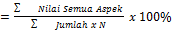 = Σ Nilai Semua Aspek / Σ Jumlah x N x 100%